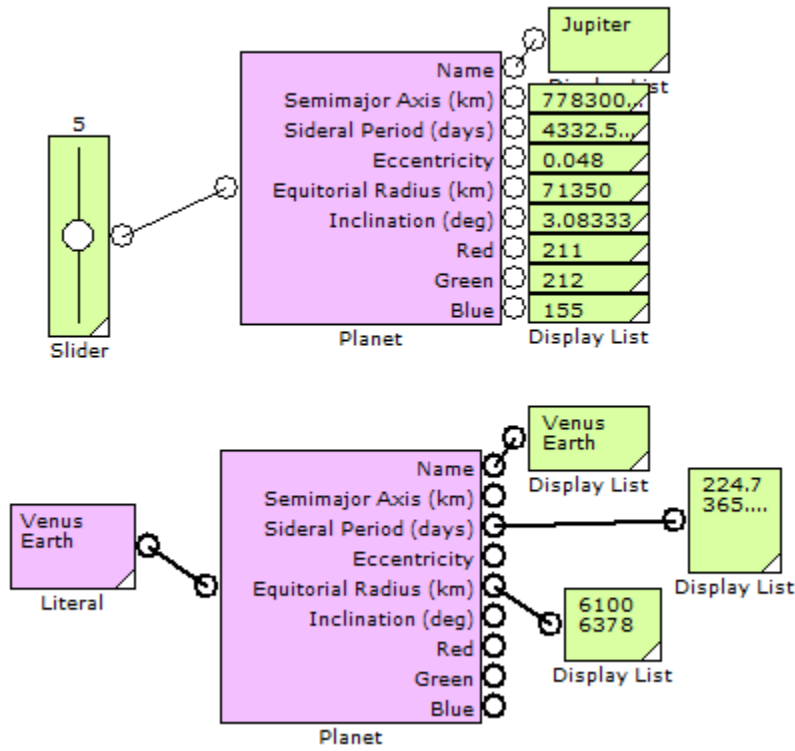 Jupiter
Name
Display List
Semimajor Axis (km)
778300...
5
Sideral Period (days)
4332.5...
Eccentricity
0.048
Equitorial Radius (km)
71350
Inclination (deg)
3.08333
Red
211
Green
212
Blue
155
Slider
Planet
Display List
Venus
Earth
Name
Display List
Semimajor Axis (km)
224.7
365....
Venus
Earth
Sideral Period (days)
Eccentricity
Display List
Literal
Equitorial Radius (km)
6100
6378
Inclination (deg)
Red
Display List
Green
Blue
Planet